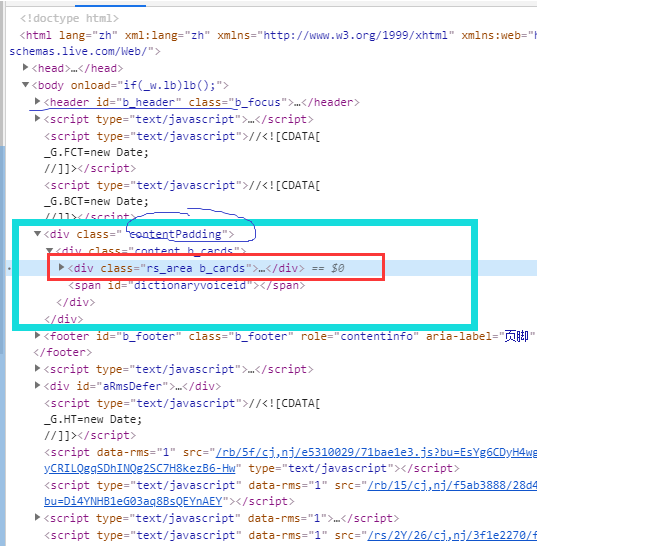 <!doctype html>
<html lang="zh" xml:lang="zh" xmlns="http://www.w3.org/1999/xhtml" xmlns:web="h
schemas.live.com/Web/">
<head>…</head>
<body onload="if(_w.lb)lb();">
<header id="b_header" class="b_focus">…</header>
<script type="text/javascript">…</script>
<script type="text/javascript">//<![CDATA[
_G.FCT=new Date;
//]]></script>
<script type="text/javascript">//<![CDATA[
_G.BCT=new Date;
//]]></script>
<div class=" contentPadding">
<div class="content b_cards">
<div class="rs_area b_cards">…</div> == $0
<span id="dictionaryvoiceid"></span>
</div>
</div>
<footer id="b_footer" class="b_footer" role="contentinfo" aria-label="页脚"
</footer>
<script type="text/javascript">…</script>
<div id="aRmsDefer">…</div>
<script type="text/javascript">//<![CDATA[
_G.HT=new Date;
//]]></script>
<script data-rms="1" src="/rb/5f/cj,nj/e5310029/71bae1e3.js?bu=EsYg6CDyH4wg
yCRILQgqSDhINQg2SC7H8kezB6-Hw" type="text/javascript"></script>
<script type="text/javascript" data-rms="1" src="/rb/15/cj,nj/f5ab3888/28d4
bu=Di4YNHB1eG03aq8BsQEYnAEY"></script>
<script type="text/javascript" data-rms="1">…</script>
<script type="text/javascript" data-rms="1" src="/rs/2Y/26/cj,nj/3f1e2270/f